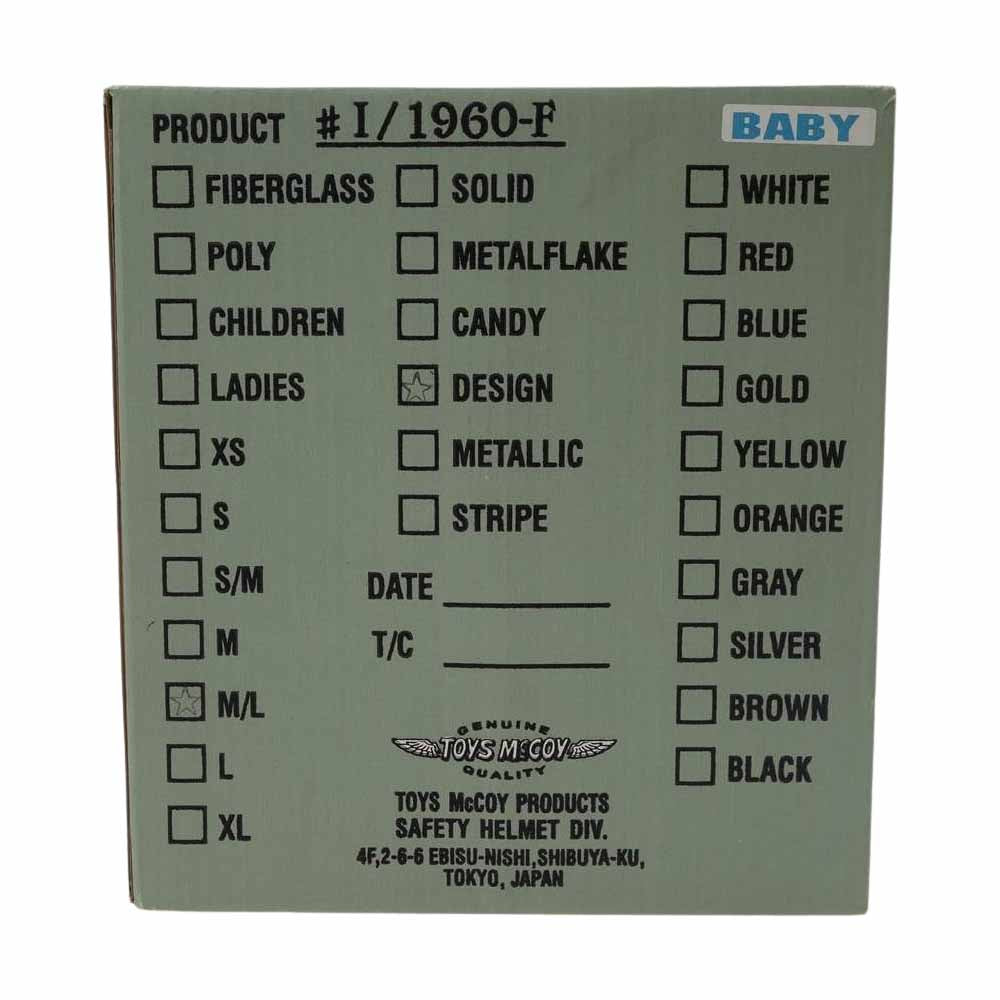 PRODUCT #I/1960-F
BABY
FIBERGLASS
POLY
CHILDREN
LADIES
XS
S
S/M
M
M/L
L
XL
SOLID
METALFLAKE
CANDY
DESIGN
METALLIC
STRIPE
DATE
T/C
WHITE
RED
BLUE
GOLD
YELLOW
ORANGE
GRAY
SILVER
BROWN
BLACK
GENUINE
TOYS McCOY
QUALITY
TOYS McCOY PRODUCTS
SAFETY HELMET DIV.
4F,2-6-6 EBISU-NISHI,SHIBUYA-KU,
TOKYO, JAPAN